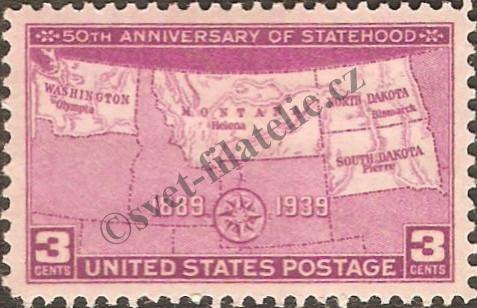 50TH ANNIVERSARY OF STATEHOOD
WASHINGTON
Olympia
MONTANA
Helena
NORTH DAKOTA
Bismarck
SOUTH DAKOTA
Pierre
1889 1939
3 CENTS
UNITED STATES POSTAGE
3 CENTS
©svet-filatelie.cz